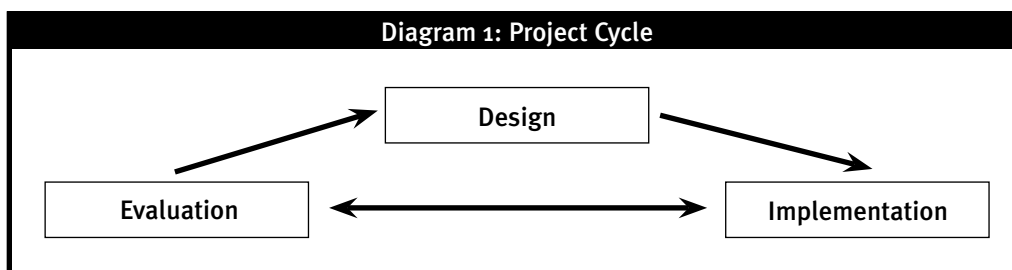 Diagram 1: Project Cycle
Design
Evaluation
Implementation